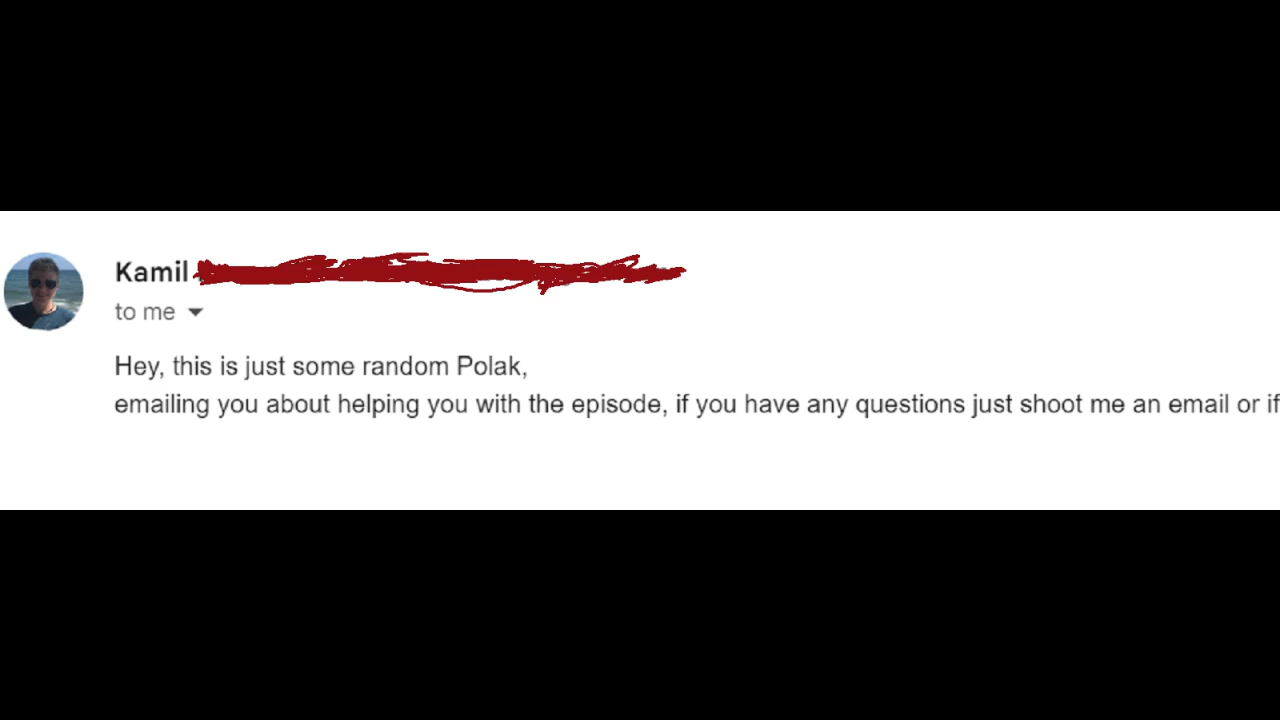 Kamil
to me
Hey, this is just some random Polak,
emailing you about helping you with the episode, if you have any questions just shoot me an email or if